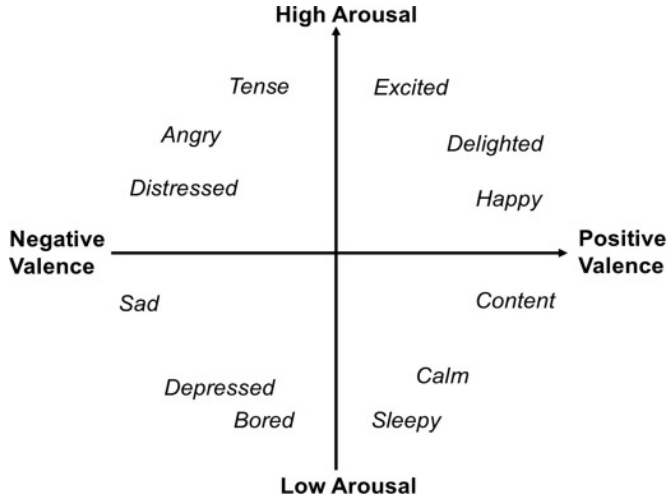 High Arousal
Tense
Excited
Angry
Delighted
Distressed
Happy
Negative
Valence
Positive
Valence
Sad
Content
Calm
Depressed
Bored
Sleepy
Low Arousal